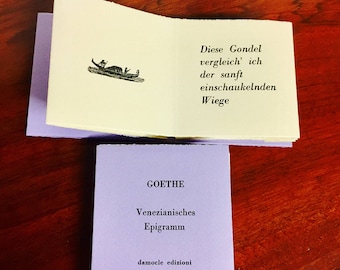 Diese Gondel
vergleich' ich
der sanft
einschaukelnden
Wiege
GOETHE
Venezianisches
Epigramm
damocle edizioni